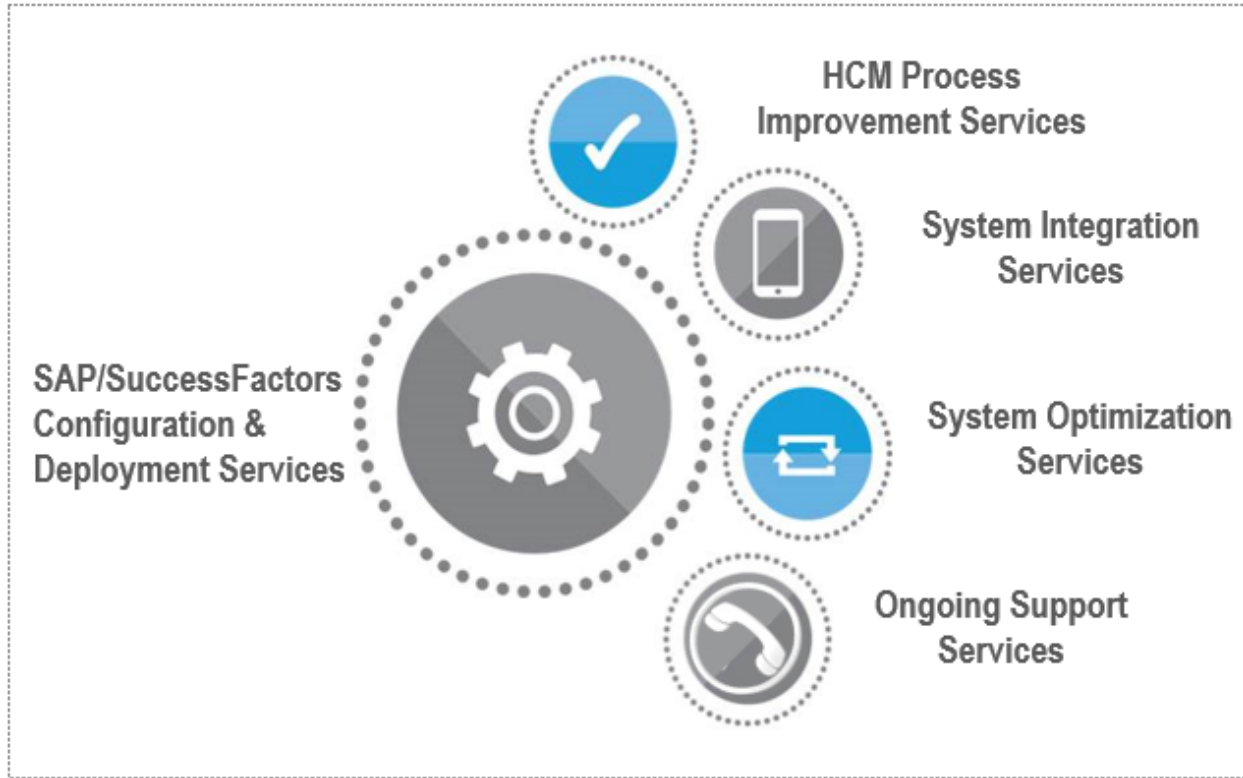 HCM Process
Improvement Services
System Integration
Services
SAP/SuccessFactors
Configuration &
Deployment Services
System Optimization
Services
Ongoing Support
Services